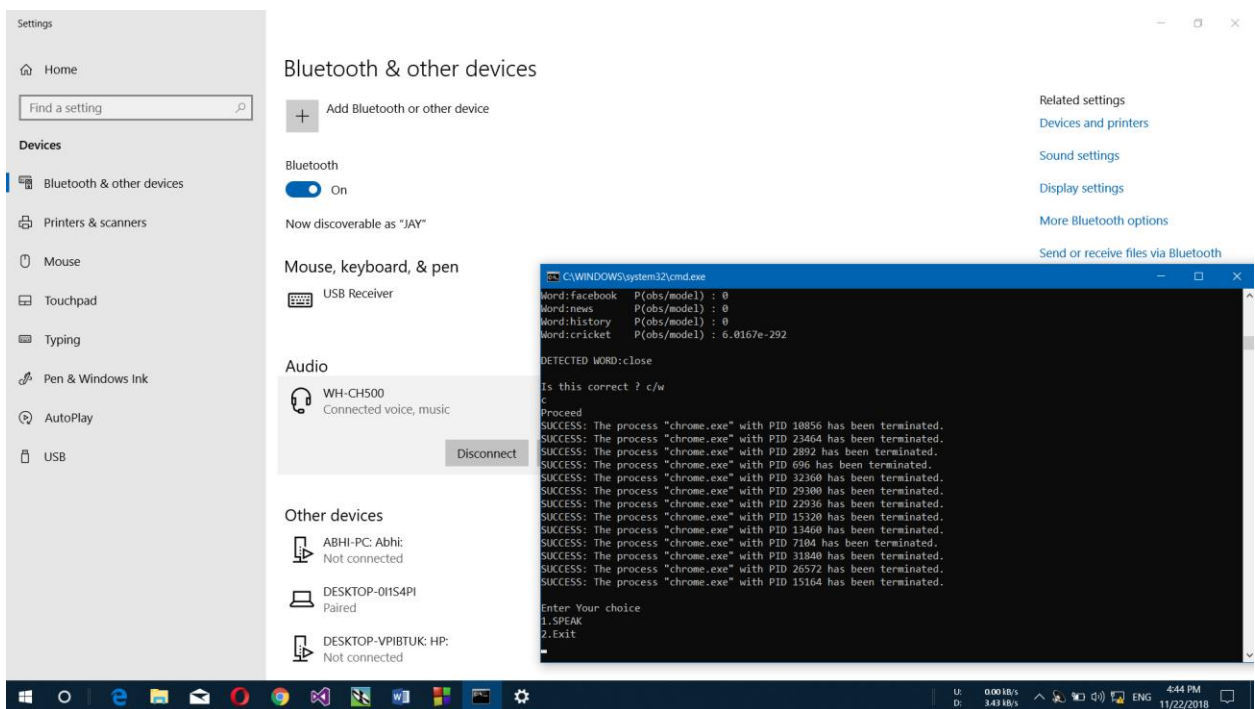 Settings
Home
Find a setting
Devices
Bluetooth & other devices
Printers & scanners
Mouse
Touchpad
Typing
Pen & Windows Ink
AutoPlay
USB
Bluetooth & other devices
Add Bluetooth or other device
Bluetooth
On
Now discoverable as "JAY"
Mouse, keyboard, & pen
USB Receiver
Audio
WH-CH500
Connected voice, music
Disconnect
Other devices
ABHI-PC: Abhi:
Not connected
DESKTOP-0I1S4PI
Paired
DESKTOP-VPIBTUK: HP:
Not connected
Related settings
Devices and printers
Sound settings
Display settings
More Bluetooth options
Send or receive files via Bluetooth
C:\WINDOWS\system32\cmd.exe
Word:facebook P(obs/model) : 0
Word:news P(obs/model) : 0
Word:history P(obs/model) : 0
Word:cricket P(obs/model) : 6.0167e-292
DETECTED WORD:close
Is this correct ? c/w
c
Proceed
SUCCESS: The process "chrome.exe" with PID 10856 has been terminated.
SUCCESS: The process "chrome.exe" with PID 23464 has been terminated.
SUCCESS: The process "chrome.exe" with PID 2892 has been terminated.
SUCCESS: The process "chrome.exe" with PID 696 has been terminated.
SUCCESS: The process "chrome.exe" with PID 32360 has been terminated.
SUCCESS: The process "chrome.exe" with PID 29300 has been terminated.
SUCCESS: The process "chrome.exe" with PID 22936 has been terminated.
SUCCESS: The process "chrome.exe" with PID 15320 has been terminated.
SUCCESS: The process "chrome.exe" with PID 13460 has been terminated.
SUCCESS: The process "chrome.exe" with PID 7104 has been terminated.
SUCCESS: The process "chrome.exe" with PID 31840 has been terminated.
SUCCESS: The process "chrome.exe" with PID 26572 has been terminated.
SUCCESS: The process "chrome.exe" with PID 15164 has been terminated.
Enter Your choice
1.SPEAK
2.Exit
U: 0.00 kB/s
D: 3.43 kB/s
ENG
4:44 PM
11/22/2018